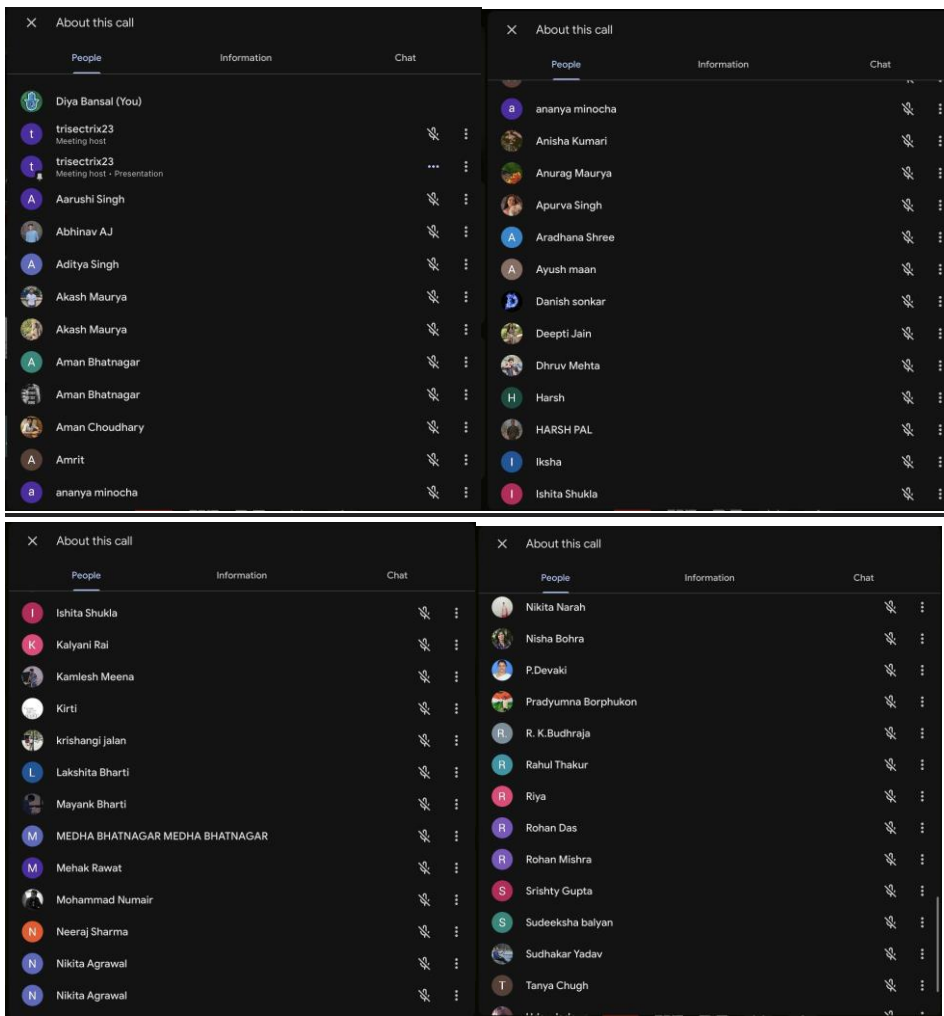 About this call
People Information Chat
Diya Bansal (You)
t trisectrix23
Meeting host
t trisectrix23
Meeting host • Presentation
A Aarushi Singh
Abhinav AJ
A Aditya Singh
Akash Maurya
Akash Maurya
A Aman Bhatnagar
Aman Bhatnagar
Aman Choudhary
A Amrit
a ananya minocha
About this call
People Information Chat
a ananya minocha
Anisha Kumari
Anurag Maurya
Apurva Singh
A Aradhana Shree
A Ayush maan
D Danish sonkar
Deepti Jain
Dhruv Mehta
H Harsh
HARSH PAL
I Iksha
I Ishita Shukla
About this call
People Information Chat
I Ishita Shukla
K Kalyani Rai
Kamlesh Meena
Kirti
krishangi jalan
L Lakshita Bharti
Mayank Bharti
M MEDHA BHATNAGAR MEDHA BHATNAGAR
M Mehak Rawat
Mohammad Numair
N Neeraj Sharma
N Nikita Agrawal
N Nikita Agrawal
About this call
People Information Chat
Nikita Narah
Nisha Bohra
P.Devaki
Pradyumna Borphukon
R. R. K.Budhraja
R Rahul Thakur
R Riya
R Rohan Das
R Rohan Mishra
S Srishty Gupta
S Sudeeksha balyan
Sudhakar Yadav
T Tanya Chugh